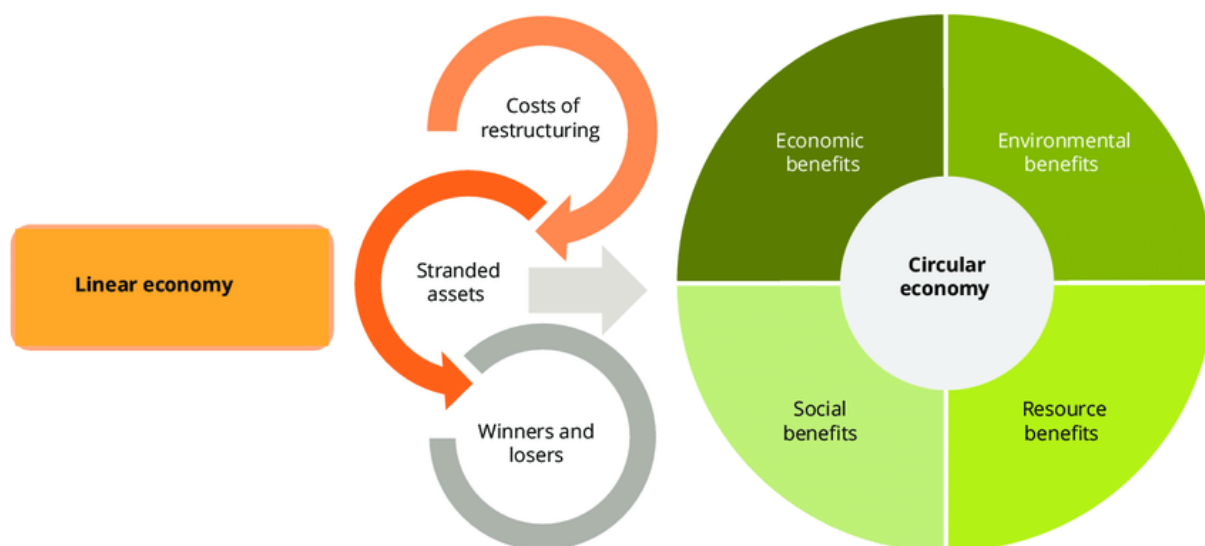 Linear economy
Costs of
restructuring
Stranded
assets
Winners and
losers
Economic
benefits
Environmental
benefits
Circular
economy
Social
benefits
Resource
benefits